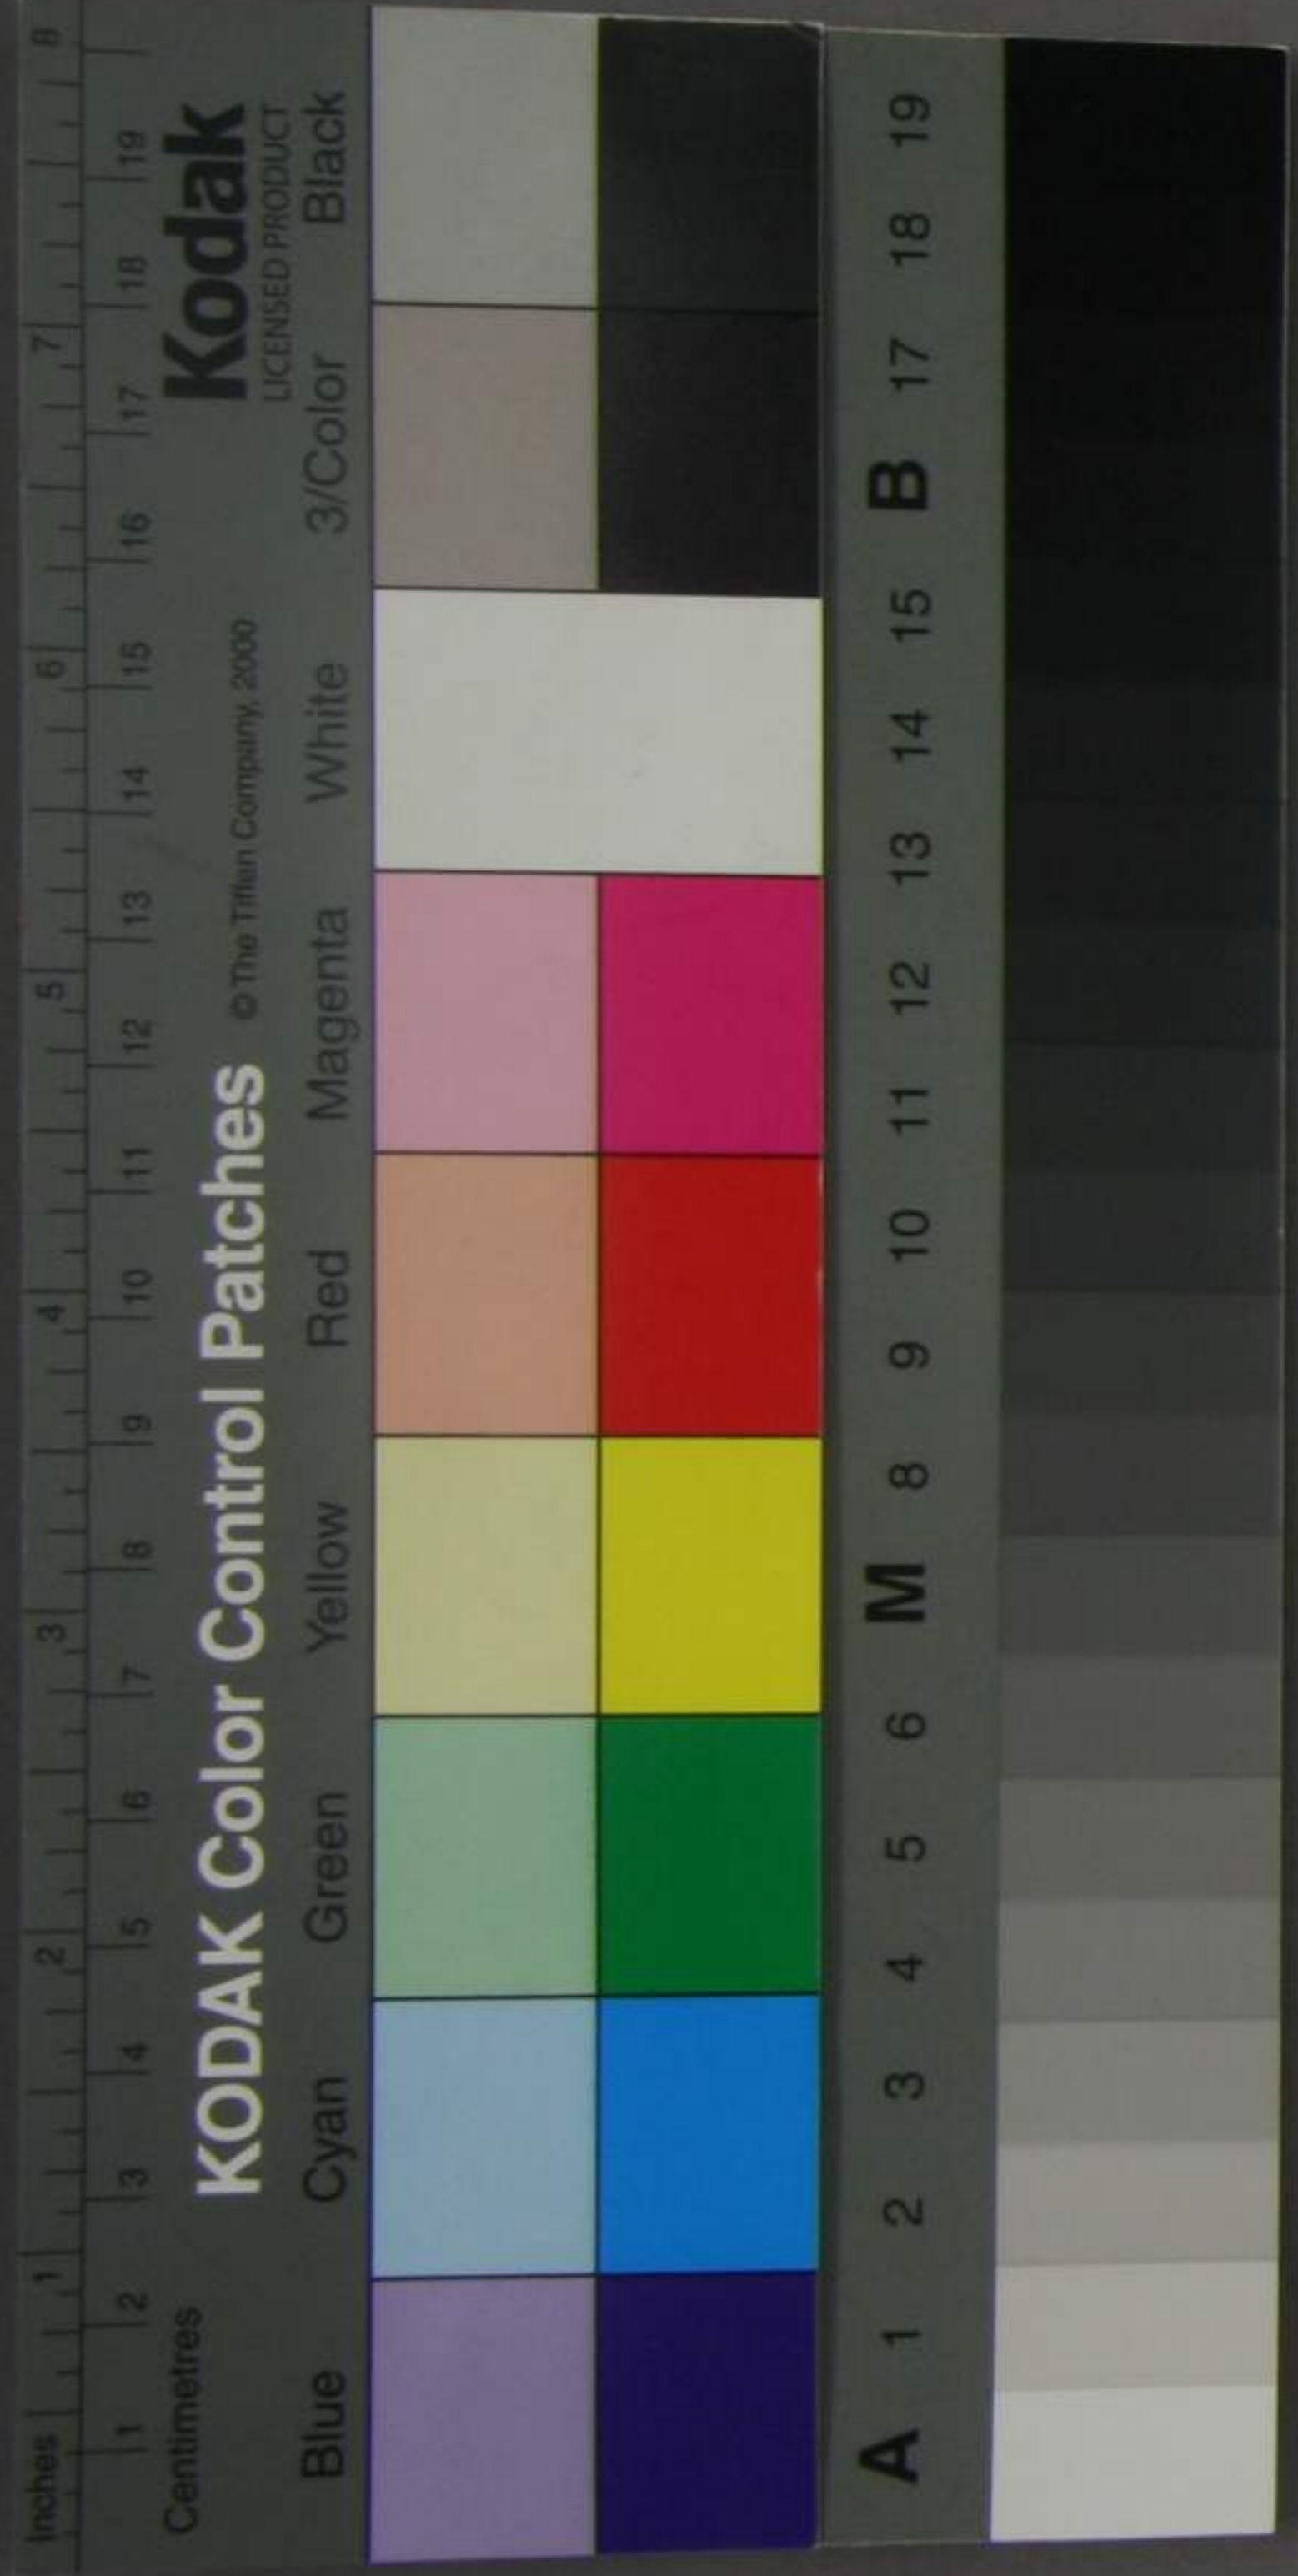 Inches 1 2 3 4 5 6 7 8
Centimetres 1 2 3 4 5 6 7 8 9 10 11 12 13 14 15 16 17 18 19
KODAK Color Control Patches © The Tiffen Company, 2000 Kodak
LICENSED PRODUCT
Blue Cyan Green Yellow Red Magenta White 3/Color Black
A 1 2 3 4 5 6 M 8 9 10 11 12 13 14 15 B 17 18 19